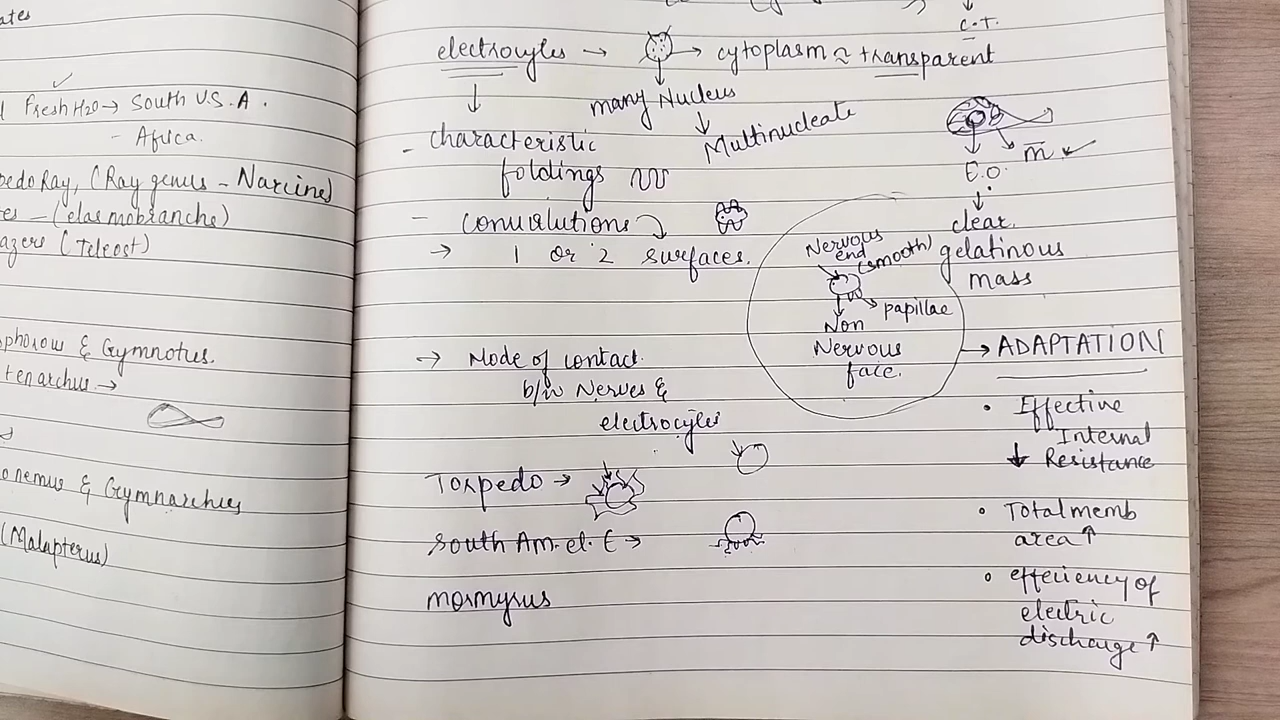 ates
Fresh H2O → South U.S.A.
- Africa.
pedo Ray, (Ray genus - Narcine)
es - (elasmobranche)
azers (Teleost)
ophorous & Gymnotus.
tenarchus →
onemus & Gymnarchus
(Malapterus)
c.t.
electrocytes → → cytoplasm ≈ transparent
many Nucleus
Multinucleate
- characteristic
foldings
- convulutions
→ 1 or 2 surfaces.
→ Mode of contact
b/w Nerves &
electrocytes
Torpedo →
South Am. el. E →
mormyrus
m
E.O.
clear
gelatinous
mass
Nervous
end (smooth)
papillae
Non
Nervous
face.
→ ADAPTATION
• Effective
Internal
↓ Resistance
• Total memb
area ↑
• effeciency of
electric
discharge ↑